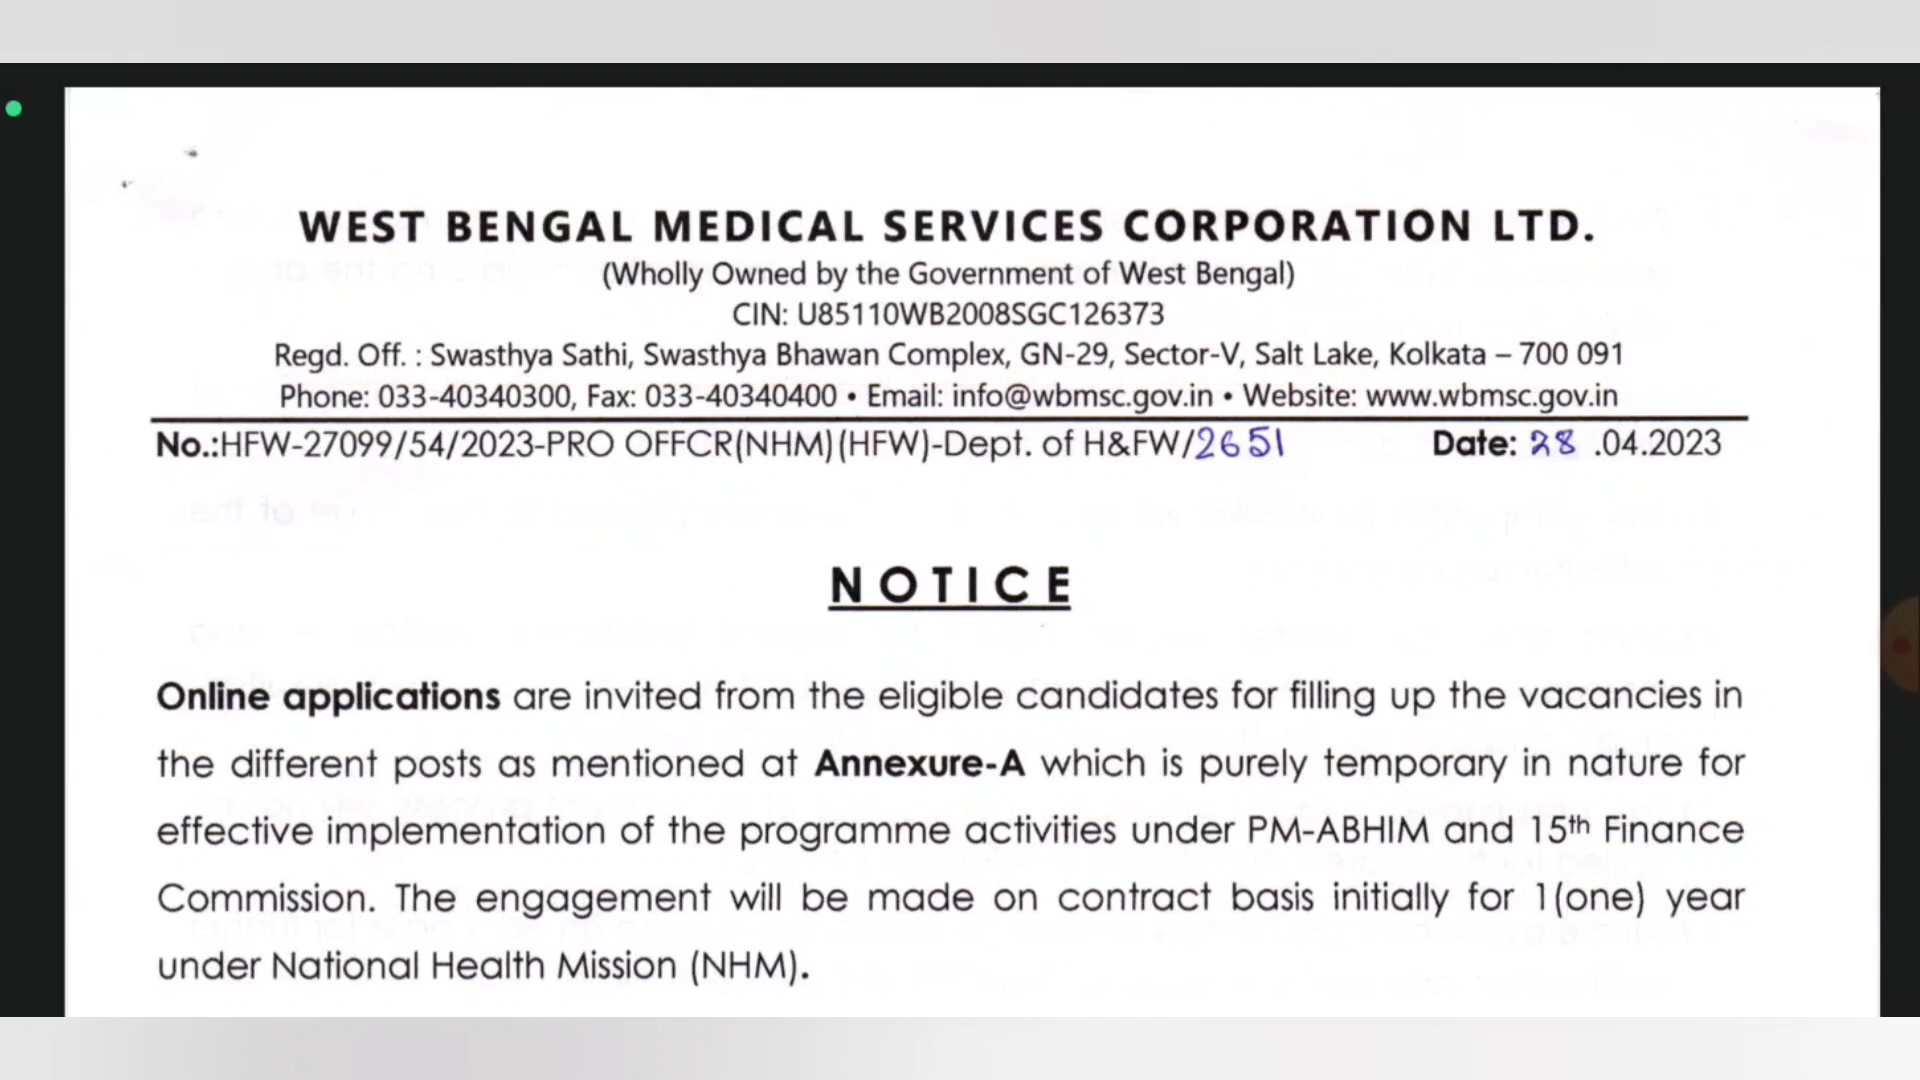 WEST BENGAL MEDICAL SERVICES CORPORATION LTD.
(Wholly Owned by the Government of West Bengal)
CIN: U85110WB2008SGC126373
Regd. Off. : Swasthya Sathi, Swasthya Bhawan Complex, GN-29, Sector-V, Salt Lake, Kolkata – 700 091
Phone: 033-40340300, Fax: 033-40340400 • Email: info@wbmsc.gov.in • Website: www.wbmsc.gov.in
No.:HFW-27099/54/2023-PRO OFFCR(NHM)(HFW)-Dept. of H&FW/2651 Date: 28 .04.2023
NOTICE
Online applications are invited from the eligible candidates for filling up the vacancies in
the different posts as mentioned at Annexure-A which is purely temporary in nature for
effective implementation of the programme activities under PM-ABHIM and 15th Finance
Commission. The engagement will be made on contract basis initially for 1(one) year
under National Health Mission (NHM).